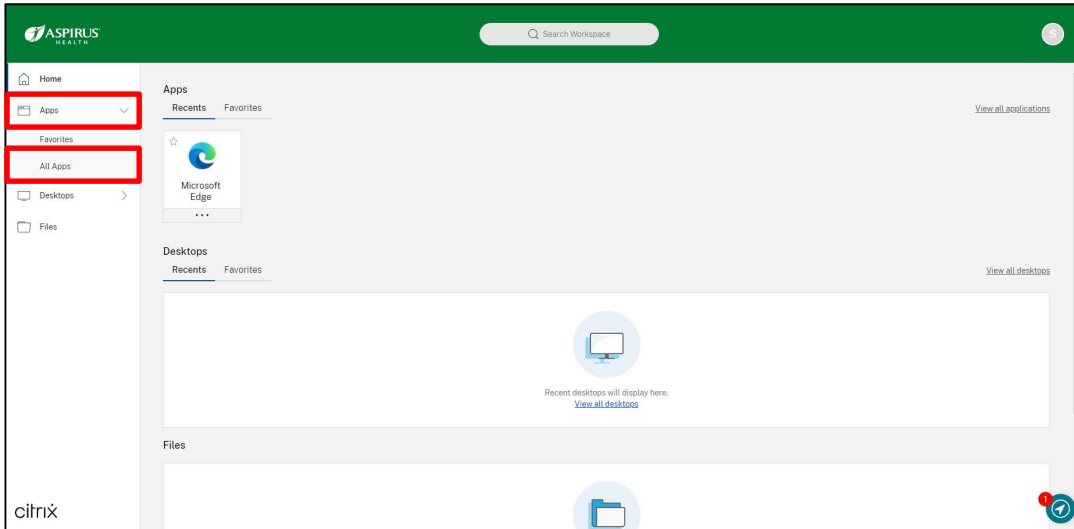 ASPIRUS
HEALTH
Search Workspace
S
Home
Apps
Favorites
All Apps
Desktops
Files
Apps
Recents Favorites
View all applications
Microsoft
Edge
...
Desktops
Recents Favorites
View all desktops
Recent desktops will display here.
View all desktops
Files
citrix
1